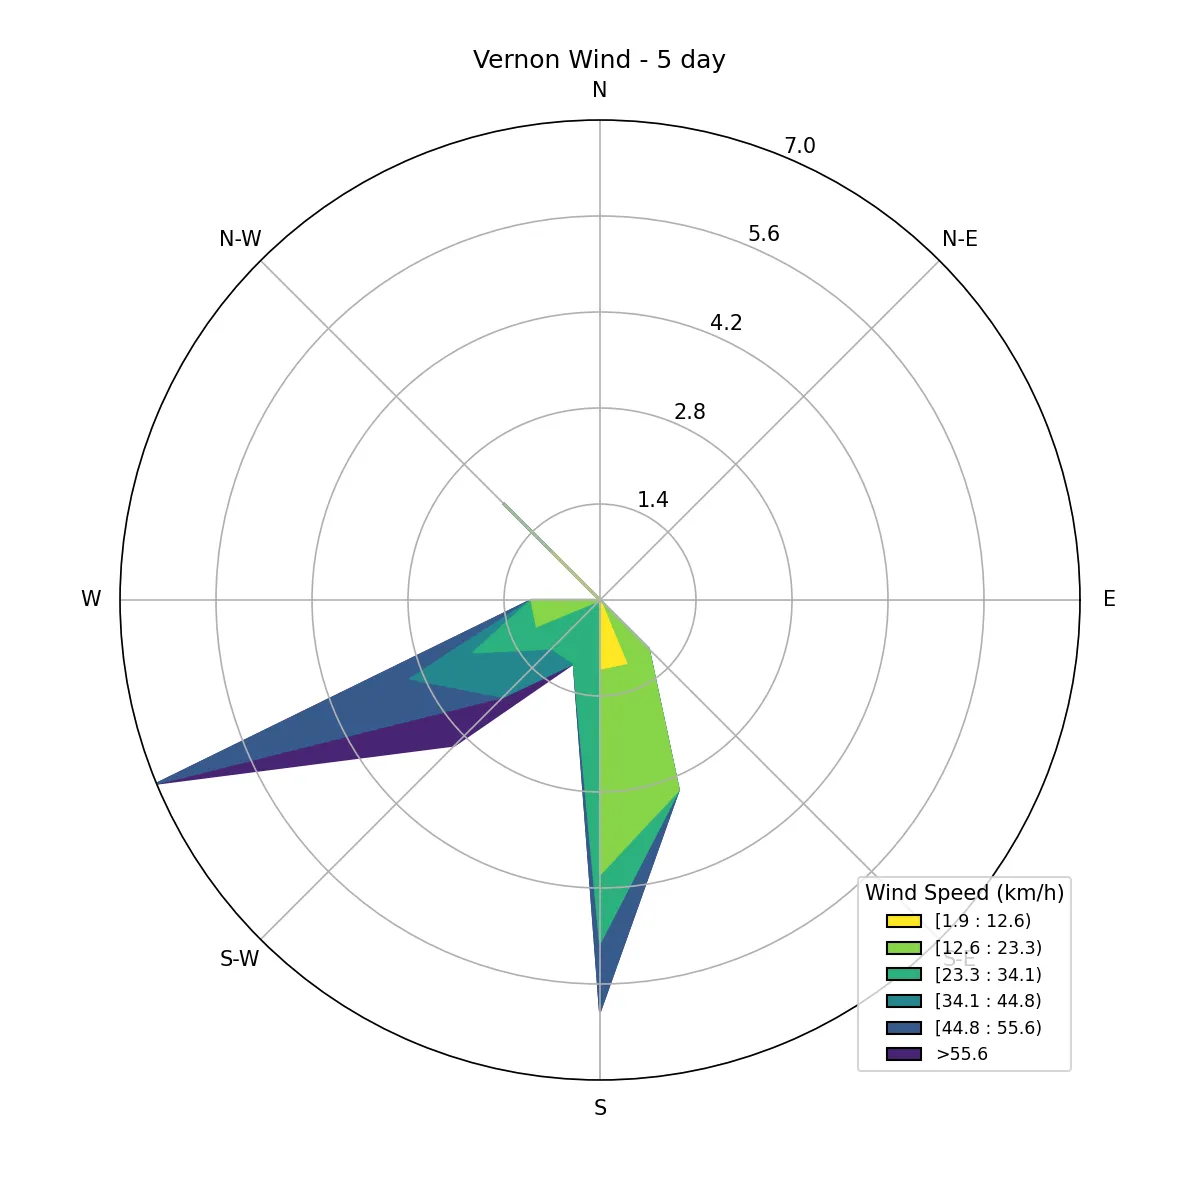 Vernon Wind - 5 day
N
7.0
N-W
5.6
N-E
4.2
2.8
1.4
W
E
Wind Speed (km/h)
[1.9 : 12.6)
[12.6 : 23.3)
[23.3 : 34.1)
[34.1 : 44.8)
[44.8 : 55.6)
>55.6
S-W
S-E
S